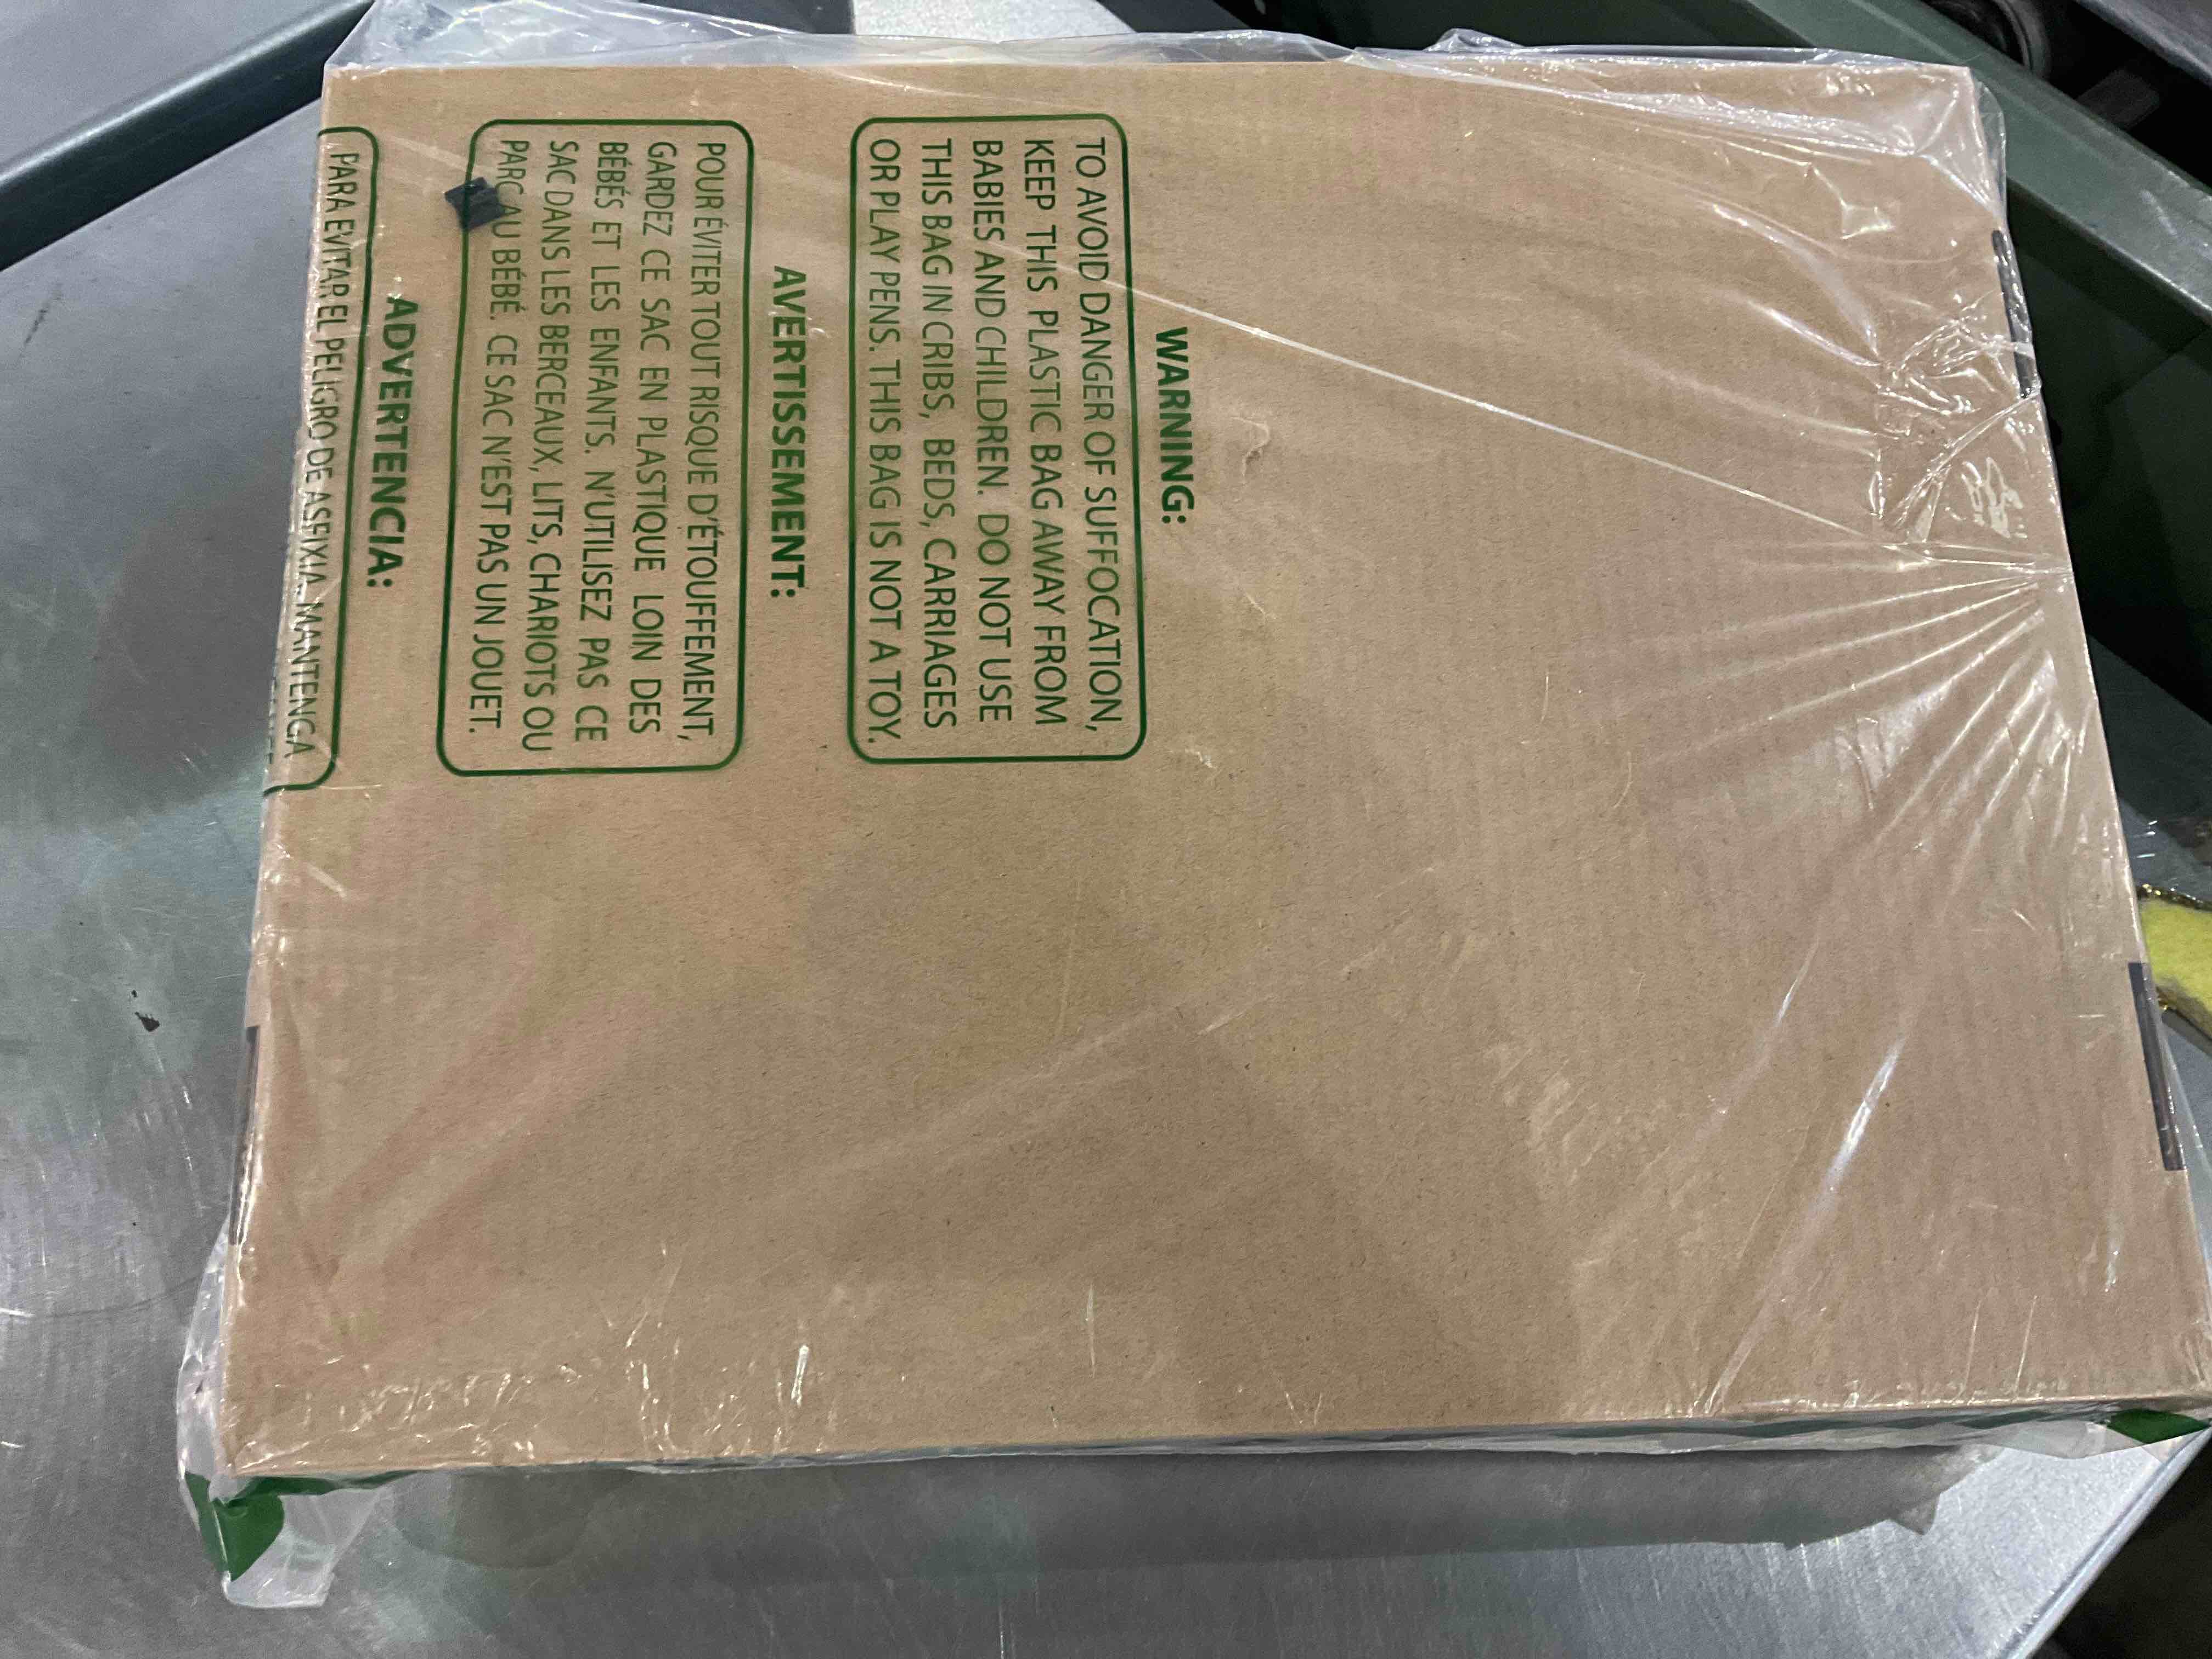 WARNING:
TO AVOID DANGER OF SUFFOCATION,
KEEP THIS PLASTIC BAG AWAY FROM
BABIES AND CHILDREN. DO NOT USE
THIS BAG IN CRIBS, BEDS, CARRIAGES
OR PLAY PENS. THIS BAG IS NOT A TOY.
AVERTISSEMENT:
POUR ÉVITER TOUT RISQUE D'ÉTOUFFEMENT,
GARDEZ CE SAC EN PLASTIQUE LOIN DES
BÉBÉS ET LES ENFANTS. N'UTILISEZ PAS CE
SAC DANS LES BERCEAUX, LITS, CHARIOTS OU
PARC AU BÉBÉ. CE SAC N'EST PAS UN JOUET.
ADVERTENCIA:
PARA EVITAR EL PELIGRO DE ASFIXIA, MANTENGA